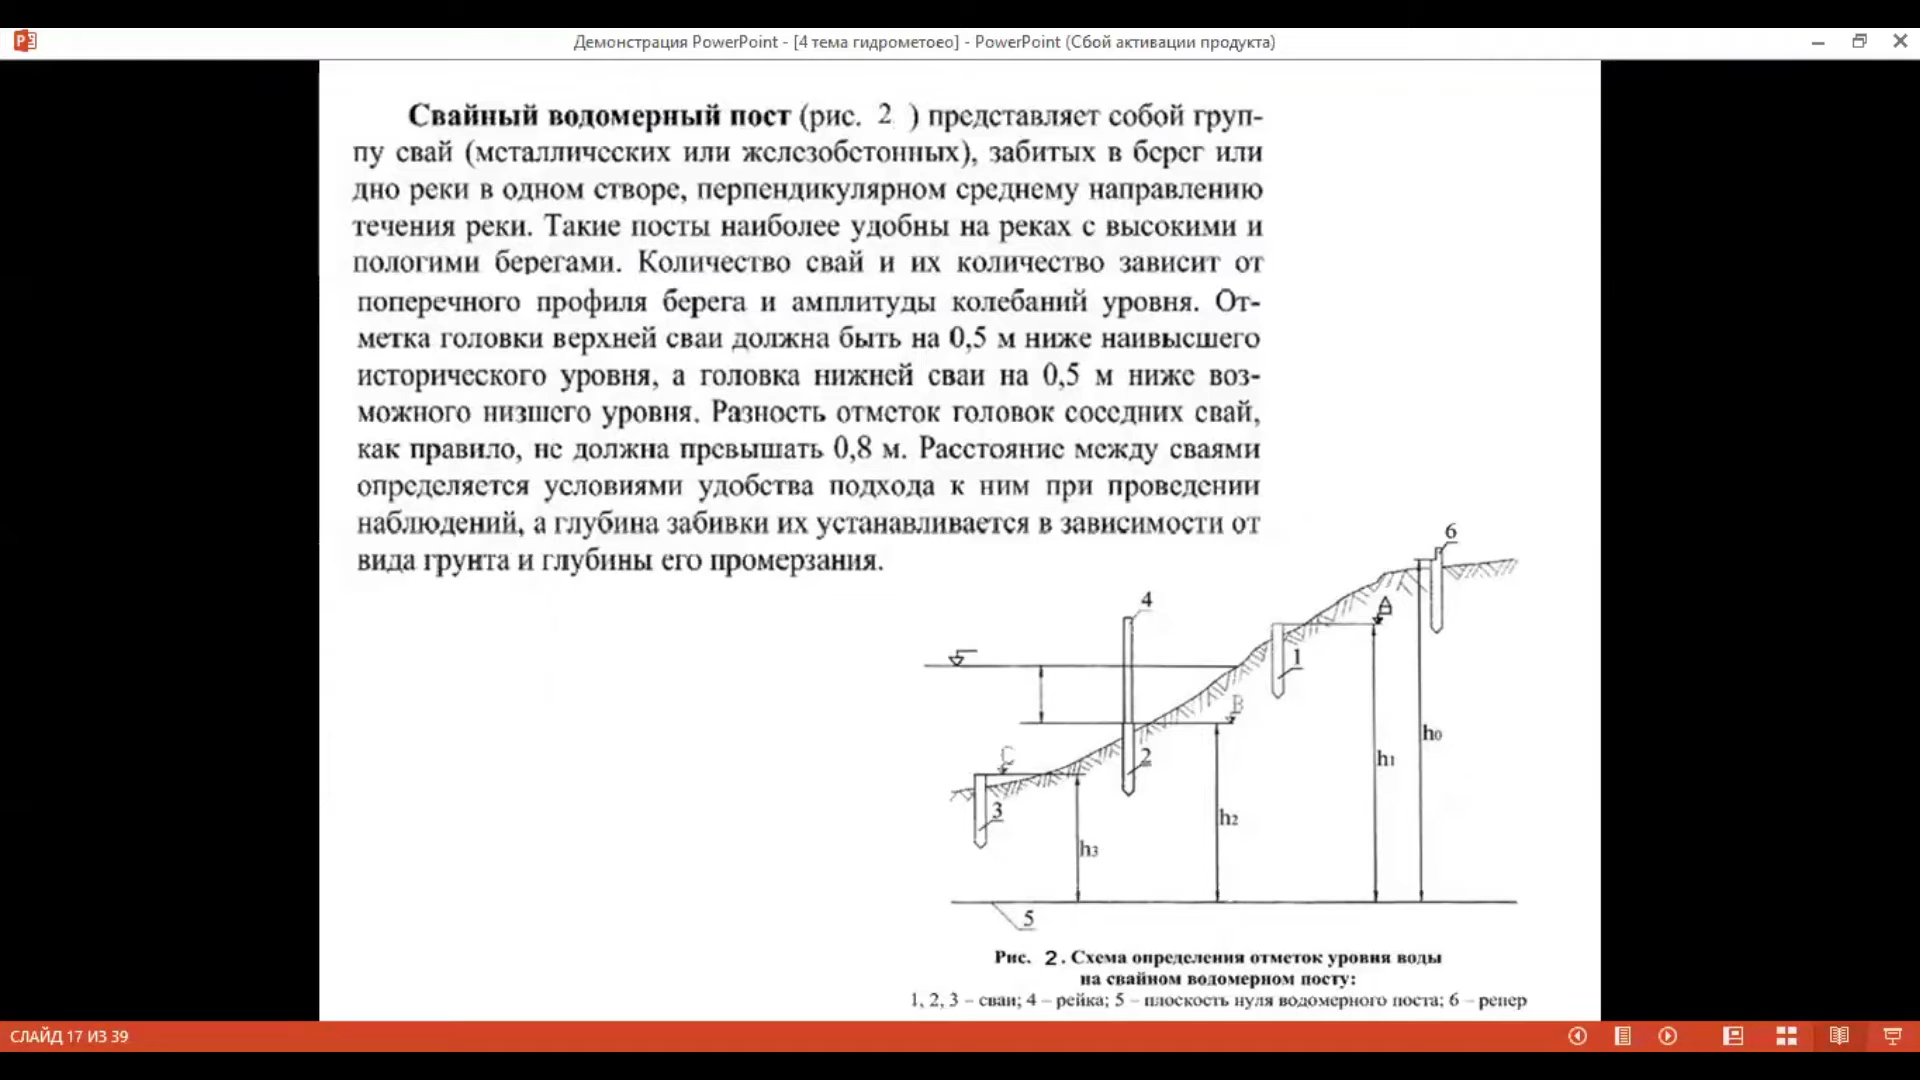 Демонстрация PowerPoint - [4 тема гидрометоео] - PowerPoint (Сбой активации продукта)
Свайный водомерный пост (рис. 2 ) представляет собой груп-
пу свай (металлических или железобетонных), забитых в берег или
дно реки в одном створе, перпендикулярном среднему направлению
течения реки. Такие посты наиболее удобны на реках с высокими и
пологими берегами. Количество свай и их количество зависит от
поперечного профиля берега и амплитуды колебаний уровня. От-
метка головки верхней сваи должна быть на 0,5 м ниже наивысшего
исторического уровня, а головка нижней сваи на 0,5 м ниже воз-
можного низшего уровня. Разность отметок головок соседних свай,
как правило, не должна превышать 0,8 м. Расстояние между сваями
определяется условиями удобства подхода к ним при проведении
наблюдений, а глубина забивки их устанавливается в зависимости от
вида грунта и глубины его промерзания.
6
4
A
1
B
h0
C
2
h1
3
h2
h3
5
Рис. 2 . Схема определения отметок уровня воды
на свайном водомерном посту:
1, 2, 3 – сваи; 4 – рейка; 5 – плоскость нуля водомерного поста; 6 – репер
СЛАЙД 17 ИЗ 39